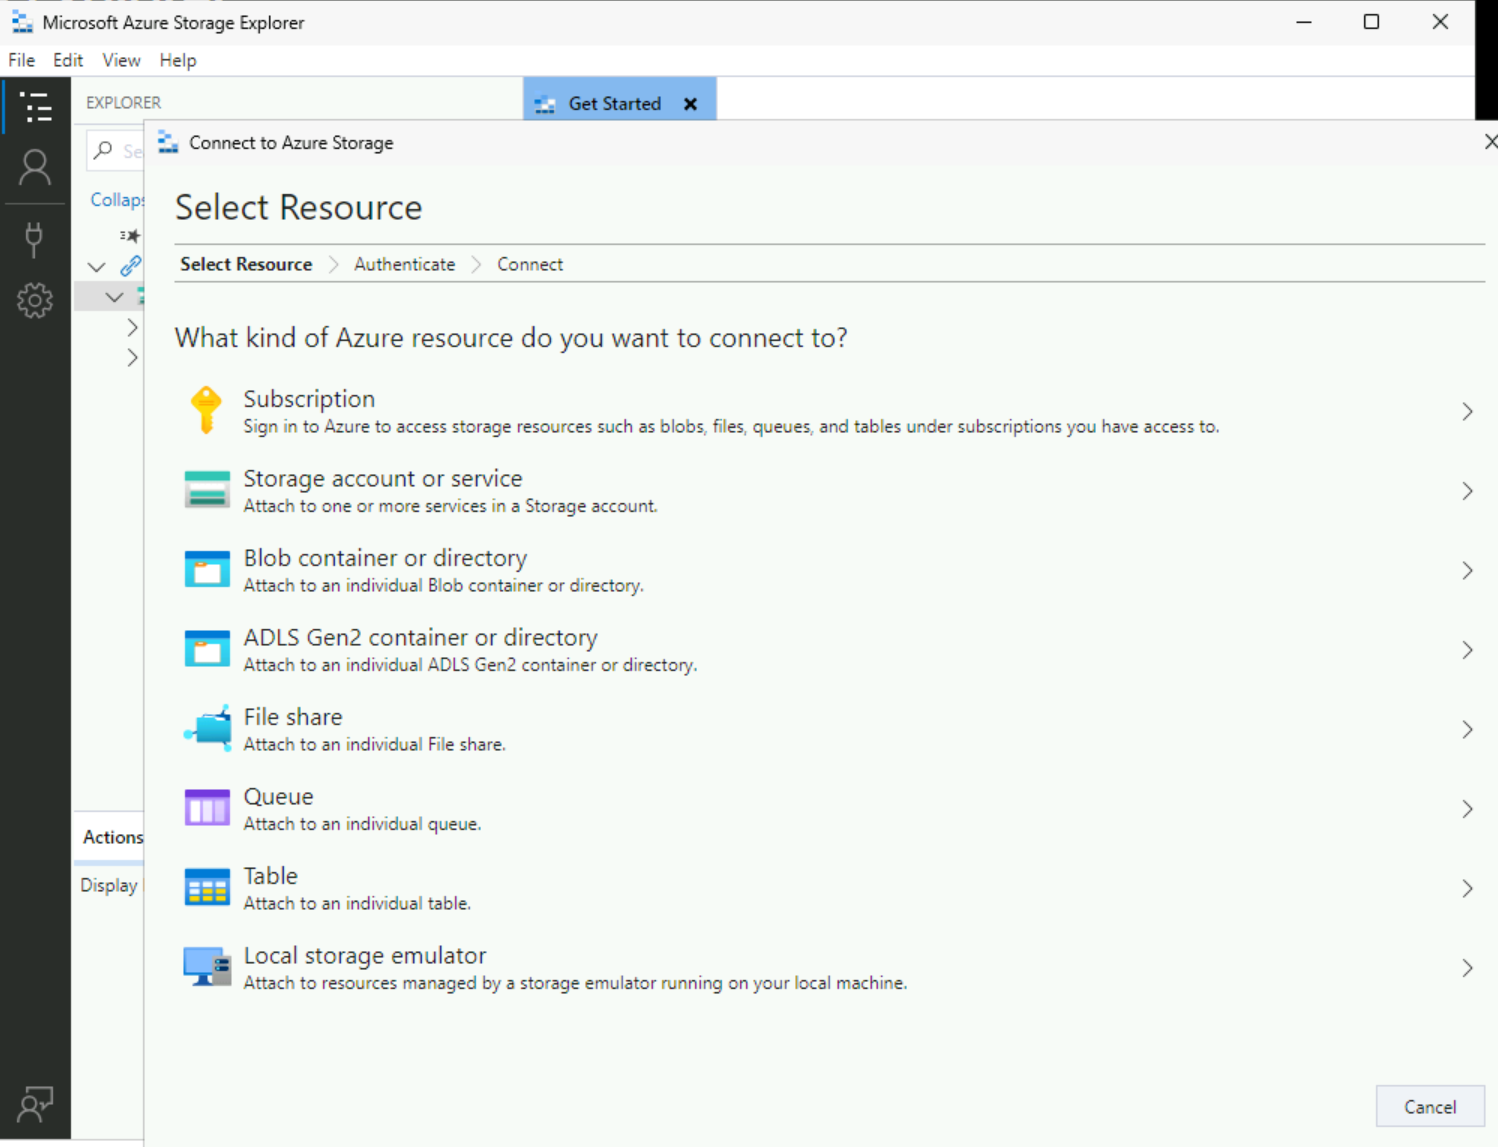 Microsoft Azure Storage Explorer
File Edit View Help
EXPLORER
Get Started
Se
Connect to Azure Storage
Collaps
Select Resource
Select Resource Authenticate Connect
What kind of Azure resource do you want to connect to?
Subscription
Sign in to Azure to access storage resources such as blobs, files, queues, and tables under subscriptions you have access to.
Storage account or service
Attach to one or more services in a Storage account.
Blob container or directory
Attach to an individual Blob container or directory.
ADLS Gen2 container or directory
Attach to an individual ADLS Gen2 container or directory.
File share
Attach to an individual File share.
Queue
Attach to an individual queue.
Actions
Table
Display
Attach to an individual table.
Local storage emulator
Attach to resources managed by a storage emulator running on your local machine.
Cancel